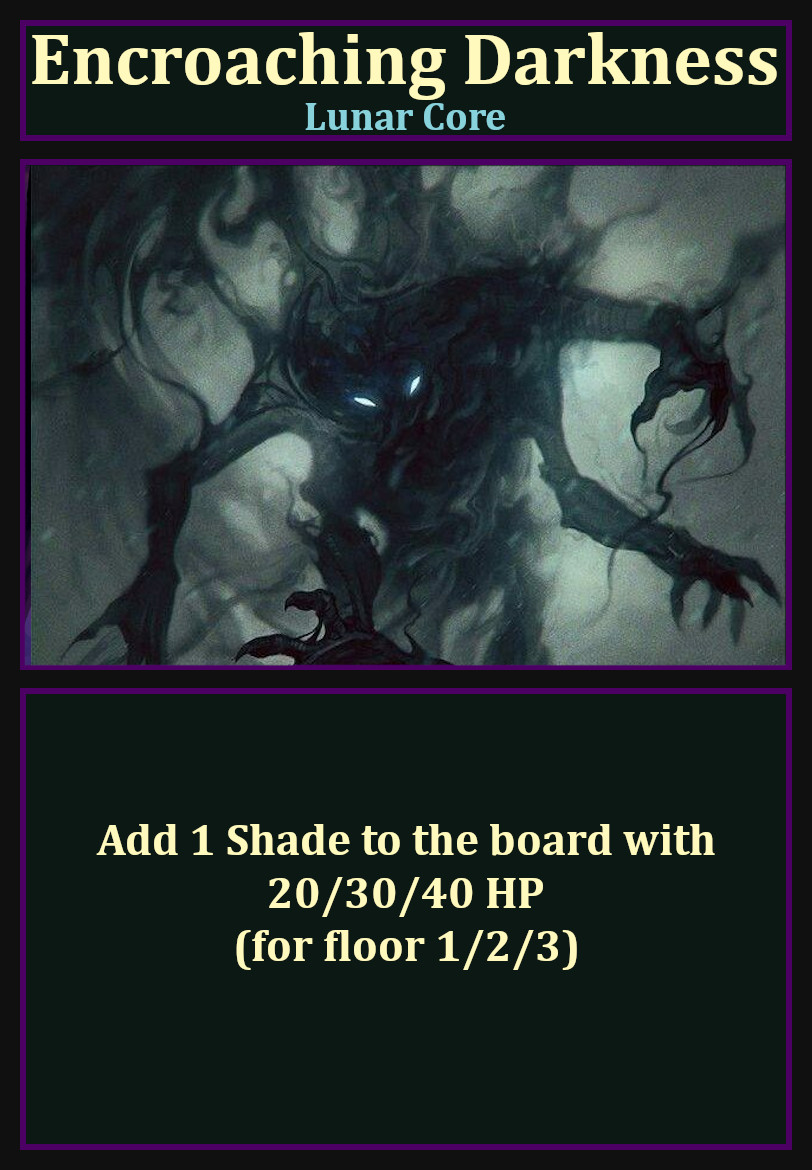 Encroaching Darkness
Lunar Core
Add 1 Shade to the board with
20/30/40 HP
(for floor 1/2/3)